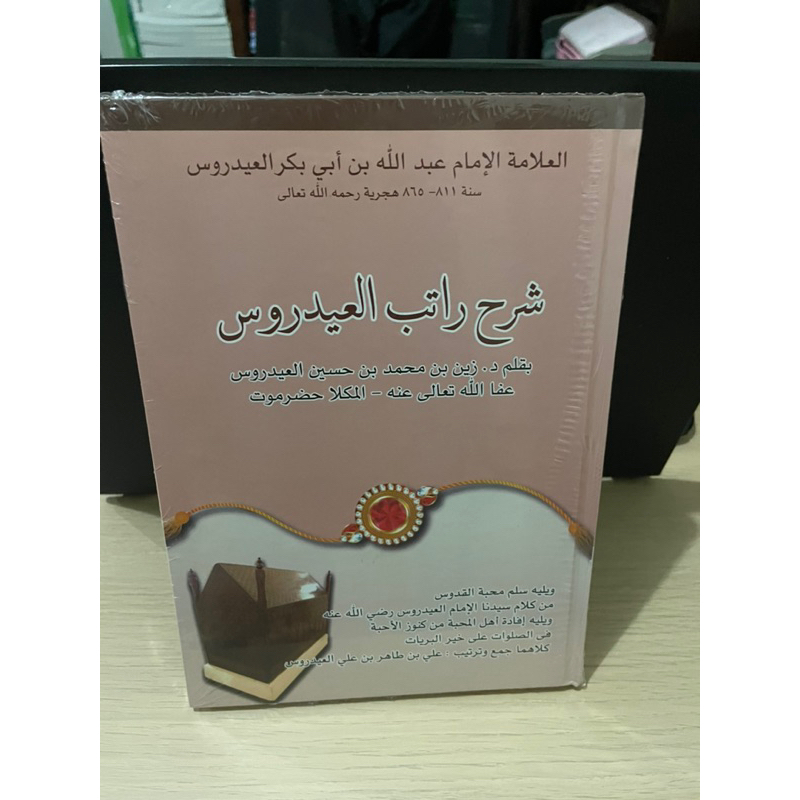 العلامة الإمام عبد الله بن أبي بكر العيدروس
سنة ٨١١- ٨٦٥ هجرية رحمه الله تعالى
شرح راتب العيدروس
بقلم د. زين بن محمد بن حسين العيدروس
عفا الله تعالى عنه - المكلا حضرموت
ويليه سلم محبة القدوس
من كلام سيدنا الإمام العيدروس رضي الله عنه
ويليه إفادة أهل المحبة من كنوز الأحبة
في الصلوات على خير البريات
كلاهما جمع وترتيب : علي بن طاهر بن علي العيدروس